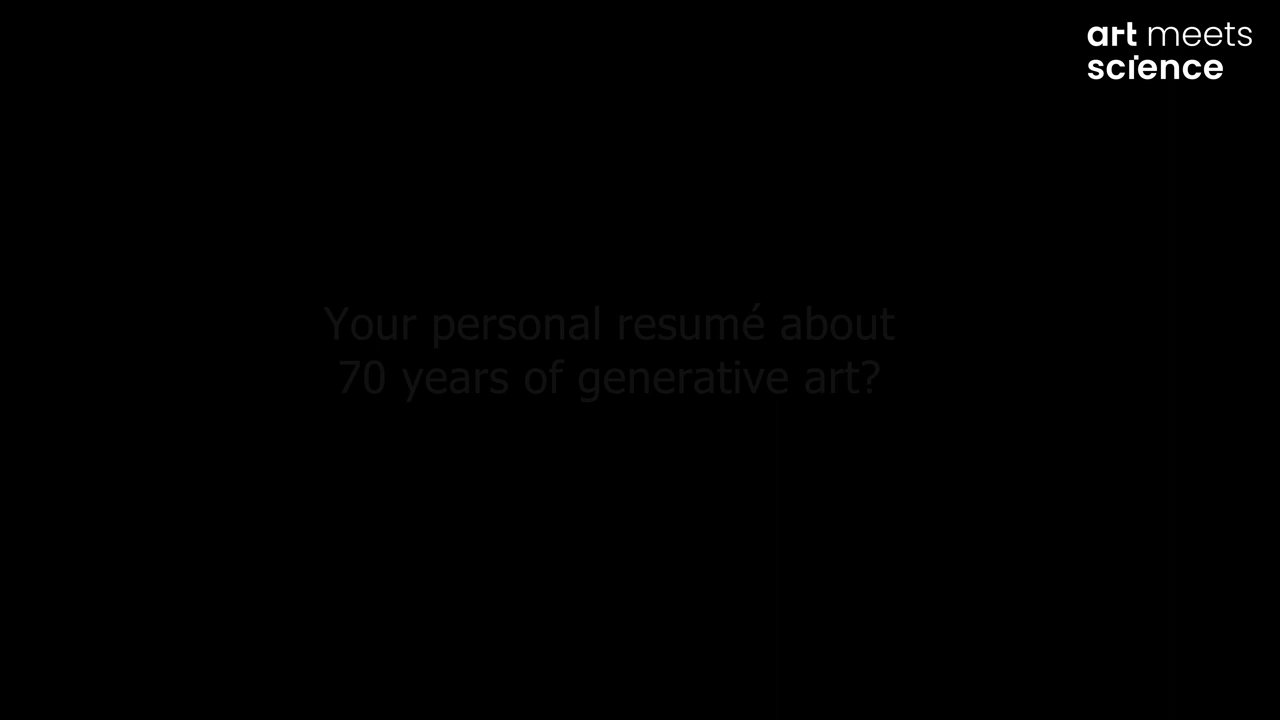 art meets
science
Your personal resumé about
70 years of generative art?